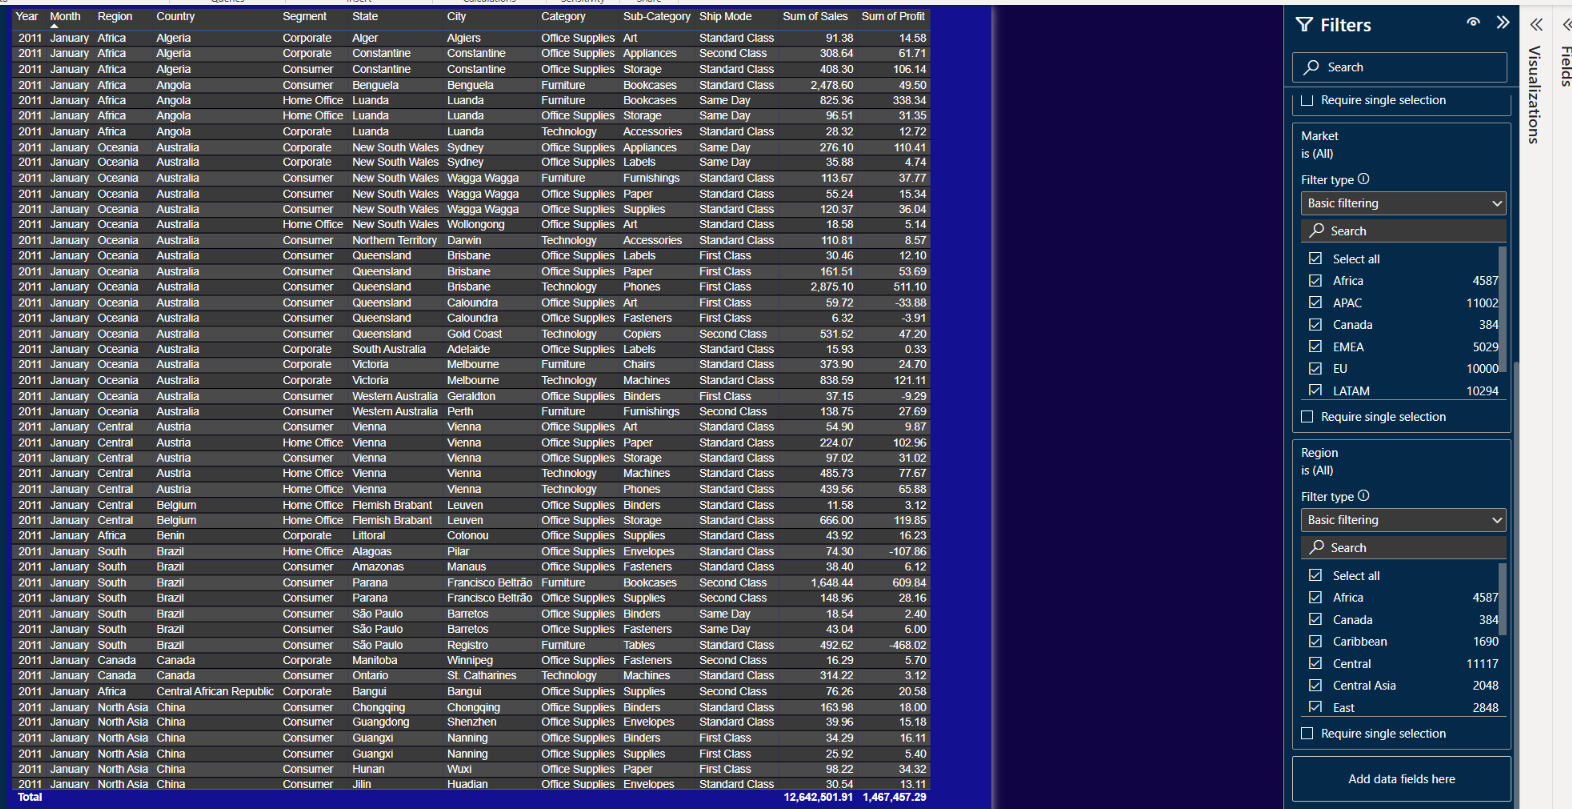 Queries
Insert
Calculations
Sensitivity
Share
Year Month Region Country Segment State City Category Sub-Category Ship Mode Sum of Sales Sum of Profit
2011 January Africa Algeria Corporate Alger Algiers Office Supplies Art Standard Class 91.38 14.58
2011 January Africa Algeria Corporate Constantine Constantine Office Supplies Appliances Second Class 308.64 61.71
2011 January Africa Algeria Consumer Constantine Constantine Office Supplies Storage Standard Class 408.30 106.14
2011 January Africa Angola Consumer Benguela Benguela Furniture Bookcases Standard Class 2,478.60 49.50
2011 January Africa Angola Home Office Luanda Luanda Furniture Bookcases Same Day 825.36 338.34
2011 January Africa Angola Home Office Luanda Luanda Office Supplies Storage Same Day 96.51 31.35
2011 January Africa Angola Corporate Luanda Luanda Technology Accessories Standard Class 28.32 12.72
2011 January Oceania Australia Corporate New South Wales Sydney Office Supplies Appliances Same Day 276.10 110.41
2011 January Oceania Australia Corporate New South Wales Sydney Office Supplies Labels Same Day 35.88 4.74
2011 January Oceania Australia Consumer New South Wales Wagga Wagga Furniture Furnishings Standard Class 113.67 37.77
2011 January Oceania Australia Consumer New South Wales Wagga Wagga Office Supplies Paper Standard Class 55.24 15.34
2011 January Oceania Australia Consumer New South Wales Wagga Wagga Office Supplies Supplies Standard Class 120.37 36.04
2011 January Oceania Australia Home Office New South Wales Wollongong Office Supplies Art Standard Class 18.58 5.14
2011 January Oceania Australia Consumer Northern Territory Darwin Technology Accessories Standard Class 110.81 8.57
2011 January Oceania Australia Consumer Queensland Brisbane Office Supplies Labels First Class 30.46 12.10
2011 January Oceania Australia Consumer Queensland Brisbane Office Supplies Paper First Class 161.51 53.69
2011 January Oceania Australia Consumer Queensland Brisbane Technology Phones First Class 2,875.10 511.10
2011 January Oceania Australia Consumer Queensland Caloundra Office Supplies Art First Class 59.72 -33.88
2011 January Oceania Australia Consumer Queensland Caloundra Office Supplies Fasteners First Class 6.32 -3.91
2011 January Oceania Australia Consumer Queensland Gold Coast Technology Copiers Second Class 531.52 47.20
2011 January Oceania Australia Corporate South Australia Adelaide Office Supplies Labels Standard Class 15.93 0.33
2011 January Oceania Australia Corporate Victoria Melbourne Furniture Chairs Standard Class 373.90 24.70
2011 January Oceania Australia Corporate Victoria Melbourne Technology Machines Standard Class 838.59 121.11
2011 January Oceania Australia Consumer Western Australia Geraldton Office Supplies Binders First Class 37.15 -9.29
2011 January Oceania Australia Consumer Western Australia Perth Furniture Furnishings Second Class 138.75 27.69
2011 January Central Austria Consumer Vienna Vienna Office Supplies Art Standard Class 54.90 9.87
2011 January Central Austria Home Office Vienna Vienna Office Supplies Paper Standard Class 224.07 102.96
2011 January Central Austria Consumer Vienna Vienna Office Supplies Storage Standard Class 97.02 31.02
2011 January Central Austria Home Office Vienna Vienna Technology Machines Standard Class 485.73 77.67
2011 January Central Austria Home Office Vienna Vienna Technology Phones Standard Class 439.56 65.88
2011 January Central Belgium Home Office Flemish Brabant Leuven Office Supplies Binders Standard Class 11.58 3.12
2011 January Central Belgium Home Office Flemish Brabant Leuven Office Supplies Storage Standard Class 666.00 119.85
2011 January Africa Benin Corporate Littoral Cotonou Office Supplies Supplies Standard Class 43.92 16.23
2011 January South Brazil Home Office Alagoas Pilar Office Supplies Envelopes Standard Class 74.30 -107.86
2011 January South Brazil Consumer Amazonas Manaus Office Supplies Fasteners Standard Class 38.40 6.12
2011 January South Brazil Consumer Parana Francisco Beltrão Furniture Bookcases Second Class 1,648.44 609.84
2011 January South Brazil Consumer Parana Francisco Beltrão Office Supplies Supplies Second Class 148.96 28.16
2011 January South Brazil Consumer São Paulo Barretos Office Supplies Binders Same Day 18.54 2.40
2011 January South Brazil Consumer São Paulo Barretos Office Supplies Fasteners Same Day 43.04 6.00
2011 January South Brazil Consumer São Paulo Registro Furniture Tables Standard Class 492.62 -468.02
2011 January Canada Canada Corporate Manitoba Winnipeg Office Supplies Fasteners Second Class 16.29 5.70
2011 January Canada Canada Consumer Ontario St. Catharines Technology Machines Standard Class 314.22 3.12
2011 January Africa Central African Republic Corporate Bangui Bangui Office Supplies Supplies Second Class 76.26 20.58
2011 January North Asia China Consumer Chongqing Chongqing Office Supplies Binders Standard Class 163.98 18.00
2011 January North Asia China Consumer Guangdong Shenzhen Office Supplies Envelopes Standard Class 39.96 15.18
2011 January North Asia China Consumer Guangxi Nanning Office Supplies Binders First Class 34.29 16.11
2011 January North Asia China Consumer Guangxi Nanning Office Supplies Supplies First Class 25.92 5.40
2011 January North Asia China Consumer Hunan Wuxi Office Supplies Paper First Class 98.22 34.32
2011 January North Asia China Consumer Jilin Huadian Office Supplies Envelopes Standard Class 30.54 13.11
Total 12,642,501.91 1,467,457.29
Filters
Search
Require single selection
Market
is (All)
Filter type
Basic filtering
Search
Select all
Africa 4587
APAC 11002
Canada 384
EMEA 5029
EU 10000
LATAM 10294
Require single selection
Region
is (All)
Filter type
Basic filtering
Search
Select all
Africa 4587
Canada 384
Caribbean 1690
Central 11117
Central Asia 2048
East 2848
Require single selection
Add data fields here
Visualizations
Fields